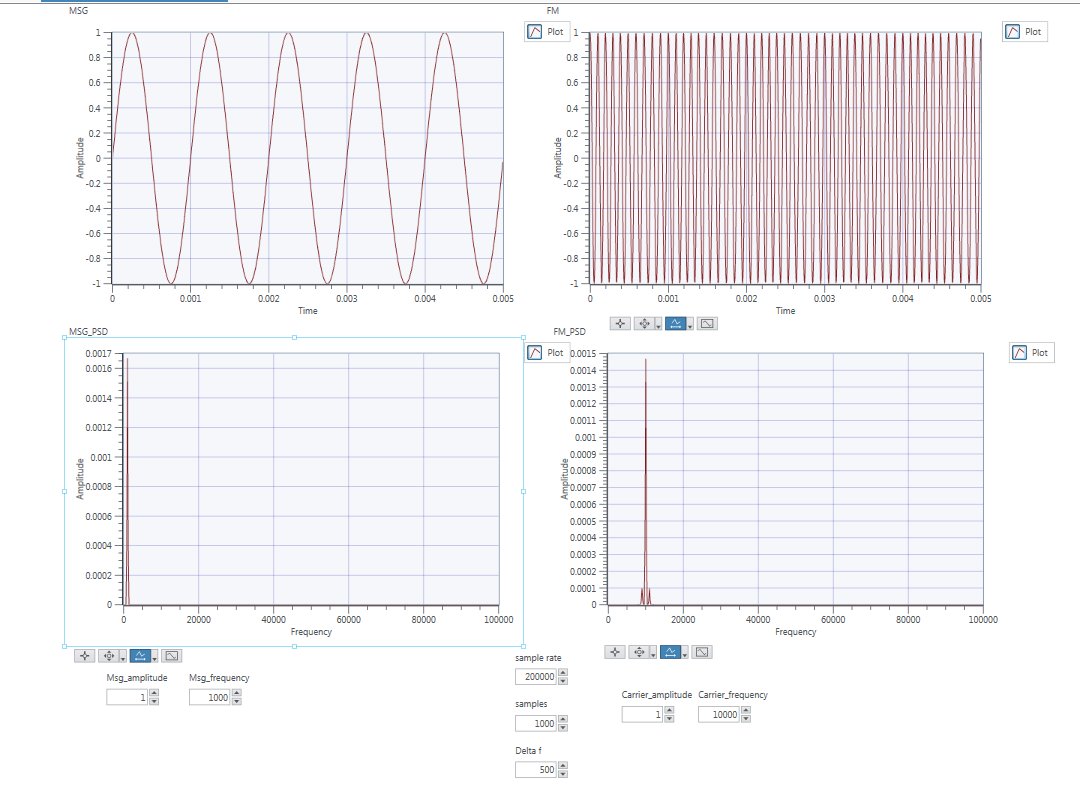 MSG
Plot
1
0.8
0.6
0.4
0.2
0
-0.2
-0.4
-0.6
-0.8
-1
Amplitude
0 0.001 0.002 0.003 0.004 0.005
Time
FM
Plot
1
0.8
0.6
0.4
0.2
0
-0.2
-0.4
-0.6
-0.8
-1
Amplitude
0 0.001 0.002 0.003 0.004 0.005
Time
MSG_PSD
Plot
0.0017
0.0016
0.0014
0.0012
0.001
0.0008
0.0006
0.0004
0.0002
0
Amplitude
0 20000 40000 60000 80000 100000
Frequency
FM_PSD
Plot
0.0015
0.0014
0.0013
0.0012
0.0011
0.001
0.0009
0.0008
0.0007
0.0006
0.0005
0.0004
0.0003
0.0002
0.0001
0
Amplitude
0 20000 40000 60000 80000 100000
Frequency
Msg_amplitude Msg_frequency
1 1000
sample rate
200000
samples
1000
Delta f
500
Carrier_amplitude Carrier_frequency
1 10000